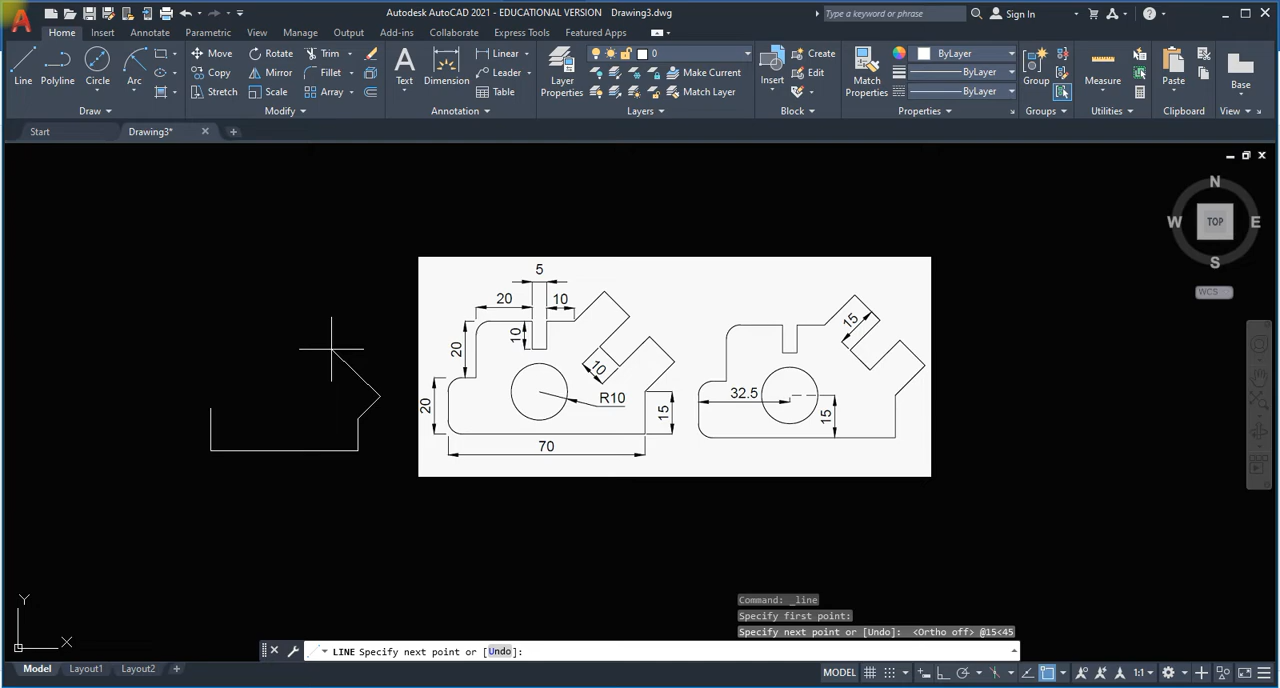 Autodesk AutoCAD 2021 - EDUCATIONAL VERSION Drawing3.dwg
Type a keyword or phrase
Sign In
Home Insert Annotate Parametric View Manage Output Add-ins Collaborate Express Tools Featured Apps
Line Polyline Circle Arc
Move Rotate Trim
Copy Mirror Fillet
Stretch Scale Array
Text Dimension
Linear
Leader
Table
Layer Properties
0
Make Current
Match Layer
Insert
Create
Edit
Match Properties
ByLayer
ByLayer
ByLayer
Group
Measure
Paste
Base
Draw Modify Annotation Layers Block Properties Groups Utilities Clipboard View
Start Drawing3*
N
W TOP E
S
WCS
5
20 10
10
20
10
20
R10
15
70
15
32.5
15
Y
X
Command: _line
Specify first point:
Specify next point or [Undo]: <Ortho off> @15<45
LINE Specify next point or [Undo]:
Model Layout1 Layout2
MODEL
1:1